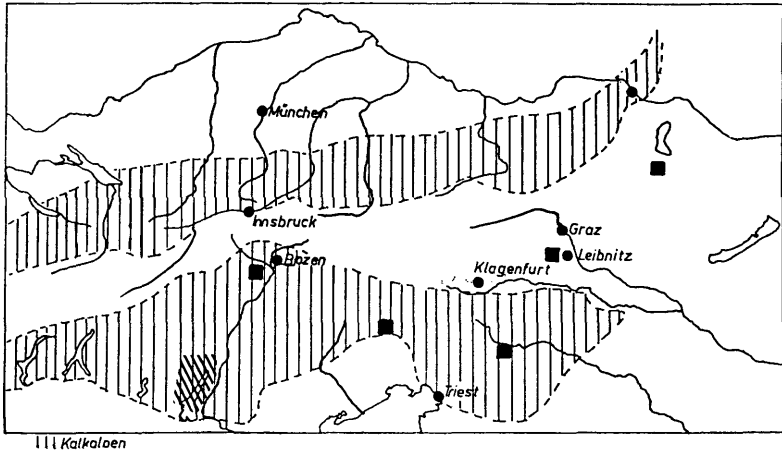 München
Innsbruck
Bozen
Graz
Leibnitz
Klagenfurt
Triest
Kalkalpen